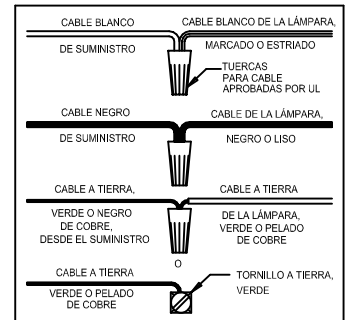 CABLE BLANCO
DE SUMINISTRO
CABLE BLANCO DE LA LÁMPARA,
MARCADO O ESTRIADO
TUERCAS
PARA CABLE
APROBADAS POR UL
CABLE NEGRO
DE SUMINISTRO
CABLE DE LA LÁMPARA,
NEGRO O LISO
CABLE A TIERRA,
VERDE O NEGRO
DE COBRE,
DESDE EL SUMINISTRO
CABLE A TIERRA
DE LA LÁMPARA,
VERDE O PELADO
DE COBRE
O
CABLE A TIERRA
VERDE O PELADO
DE COBRE
TORNILLO A TIERRA,
VERDE